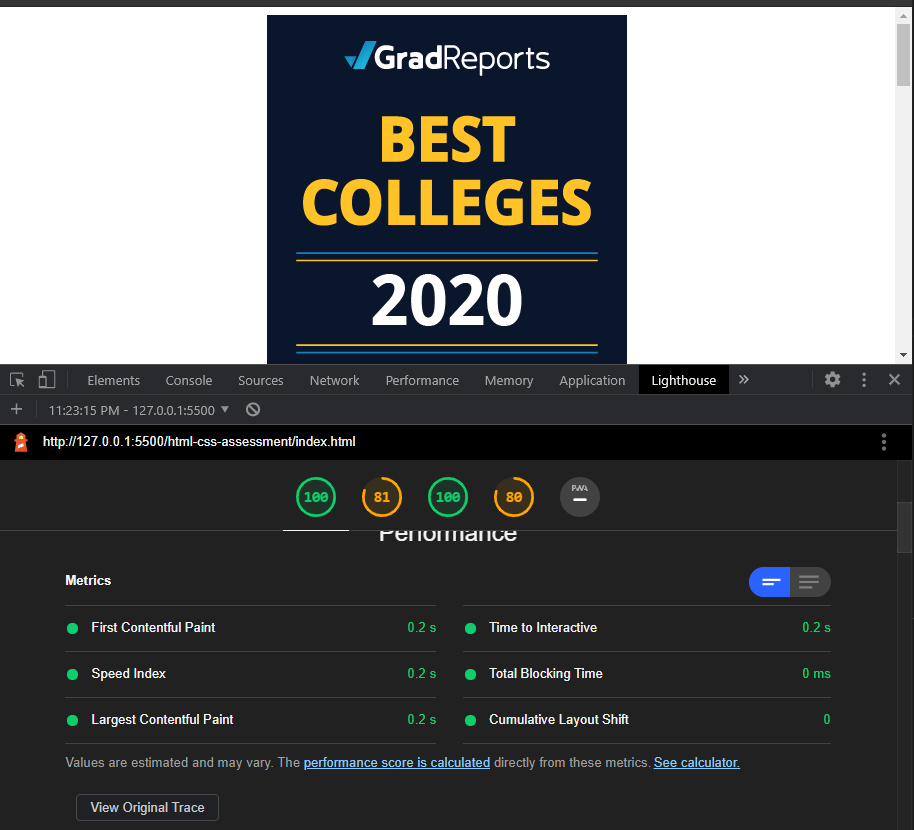 GradReports
BEST
COLLEGES
2020
Elements Console Sources Network Performance Memory Application Lighthouse »
11:23:15 PM - 127.0.0.1:5500
http://127.0.0.1:5500/html-css-assessment/index.html
100 81 100 80 PWA
Performance
Metrics
First Contentful Paint 0.2 s Time to Interactive 0.2 s
Speed Index 0.2 s Total Blocking Time 0 ms
Largest Contentful Paint 0.2 s Cumulative Layout Shift 0
Values are estimated and may vary. The performance score is calculated directly from these metrics. See calculator.
View Original Trace